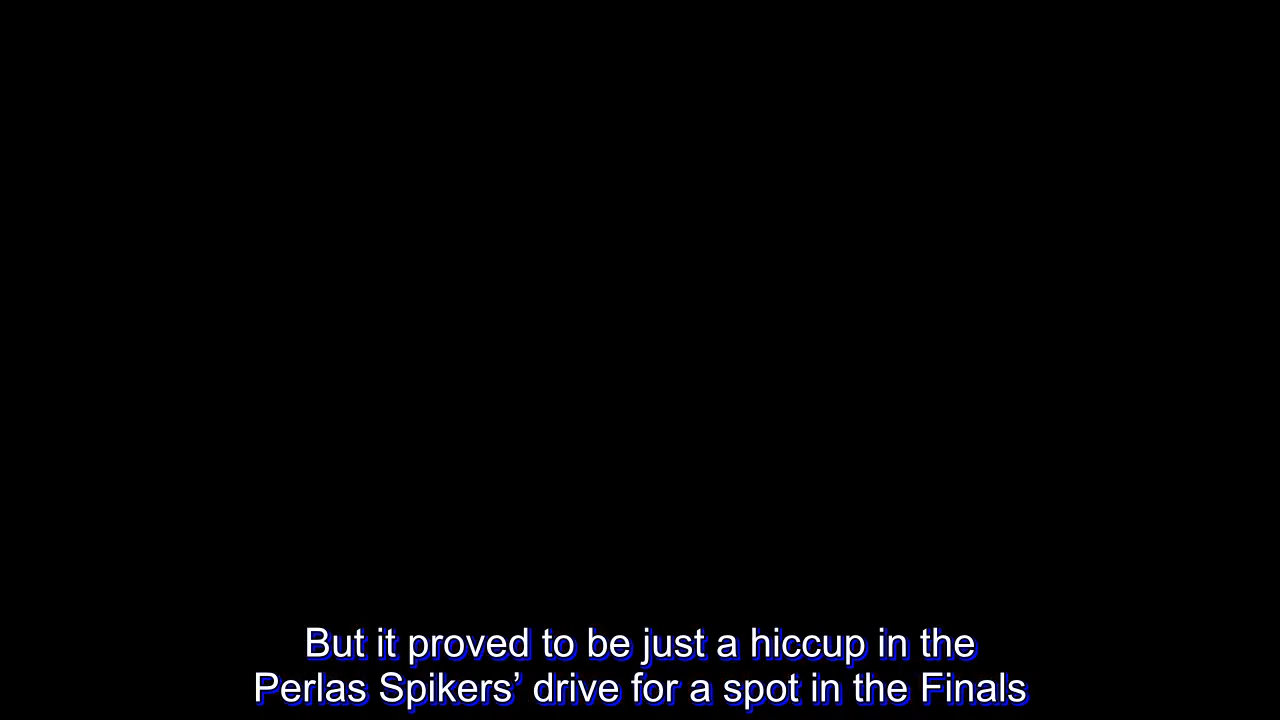 But it proved to be just a hiccup in the
Perlas Spikers’ drive for a spot in the Finals